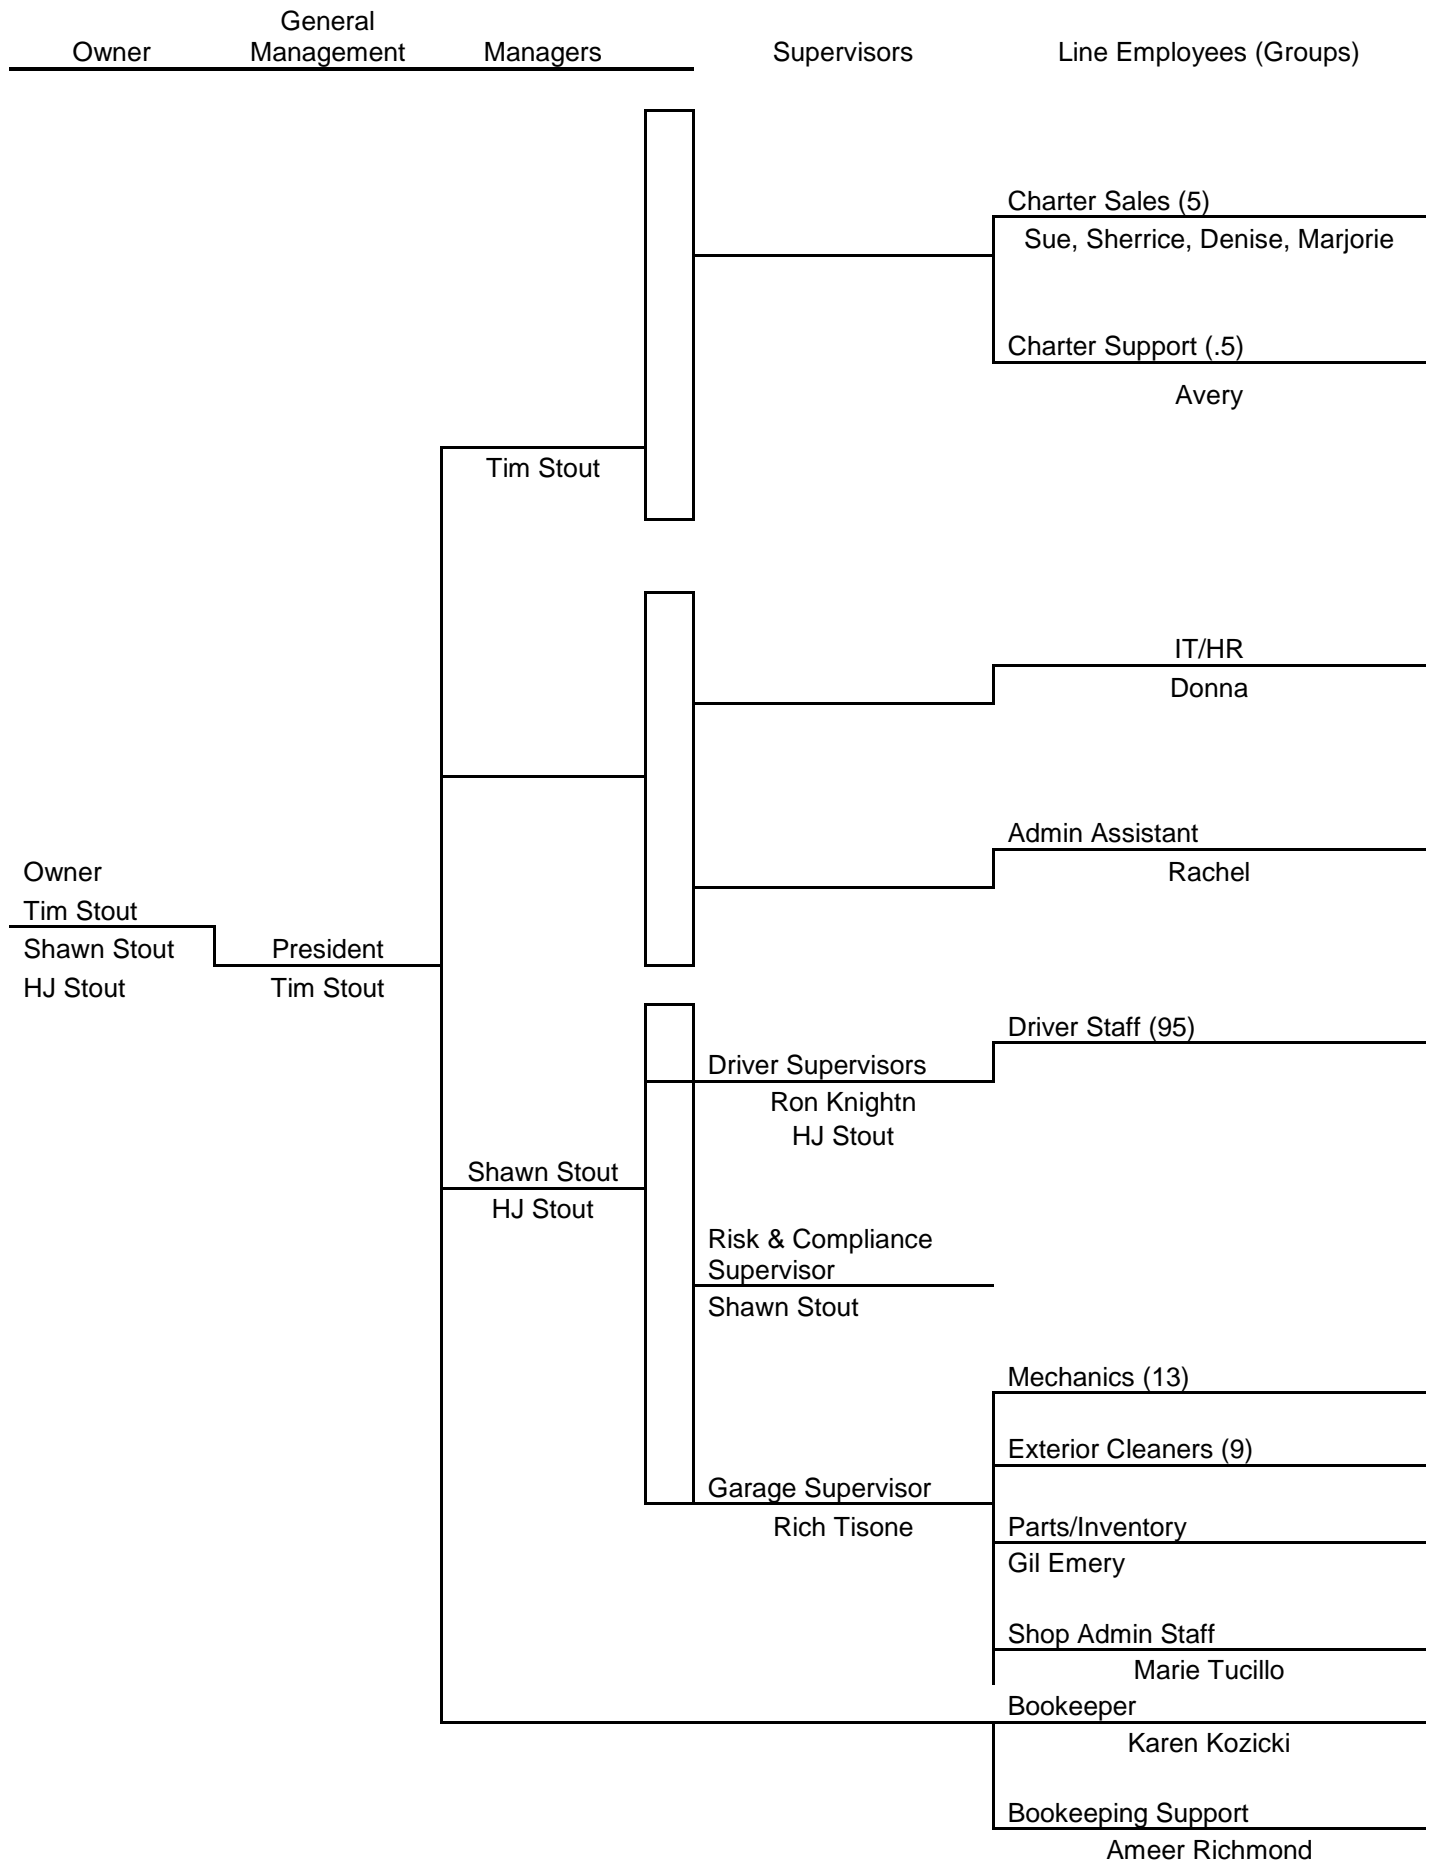 General
Owner Management Managers Supervisors Line Employees (Groups)
Charter Sales (5)
Sue, Sherrice, Denise, Marjorie
Charter Support (.5)
Avery
Tim Stout
IT/HR
Donna
Admin Assistant
Owner Rachel
Tim Stout
Shawn Stout President
HJ Stout Tim Stout
Driver Staff (95)
Driver Supervisors
Ron Knightn
HJ Stout
Shawn Stout
HJ Stout
Risk & Compliance
Supervisor
Shawn Stout
Mechanics (13)
Exterior Cleaners (9)
Garage Supervisor
Rich Tisone Parts/Inventory
Gil Emery
Shop Admin Staff
Marie Tucillo
Bookeeper
Karen Kozicki
Bookeeping Support
Ameer Richmond